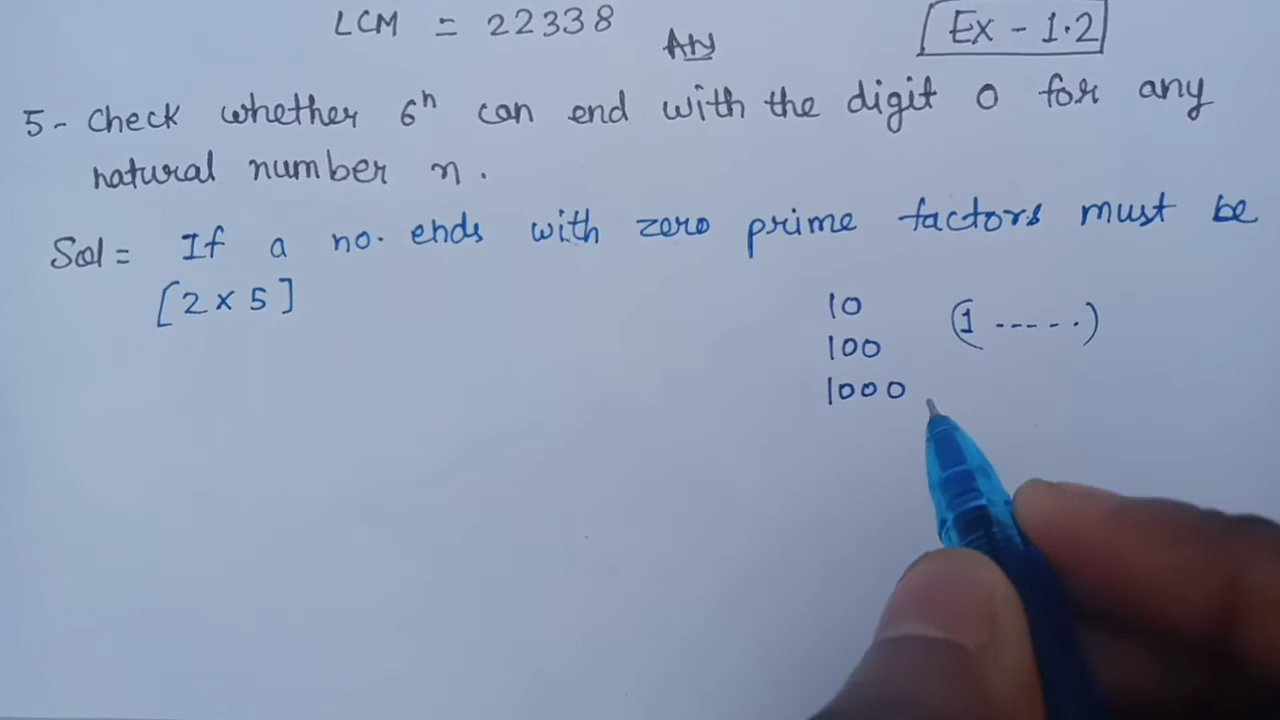 LCM = 22338 Ans
Ex - 1.2
5- Check whether 6ⁿ can end with the digit 0 for any
natural number n.
Sol = If a no. ends with zero prime factors must be
[2 x 5]
10
(1 ------)
100
1000